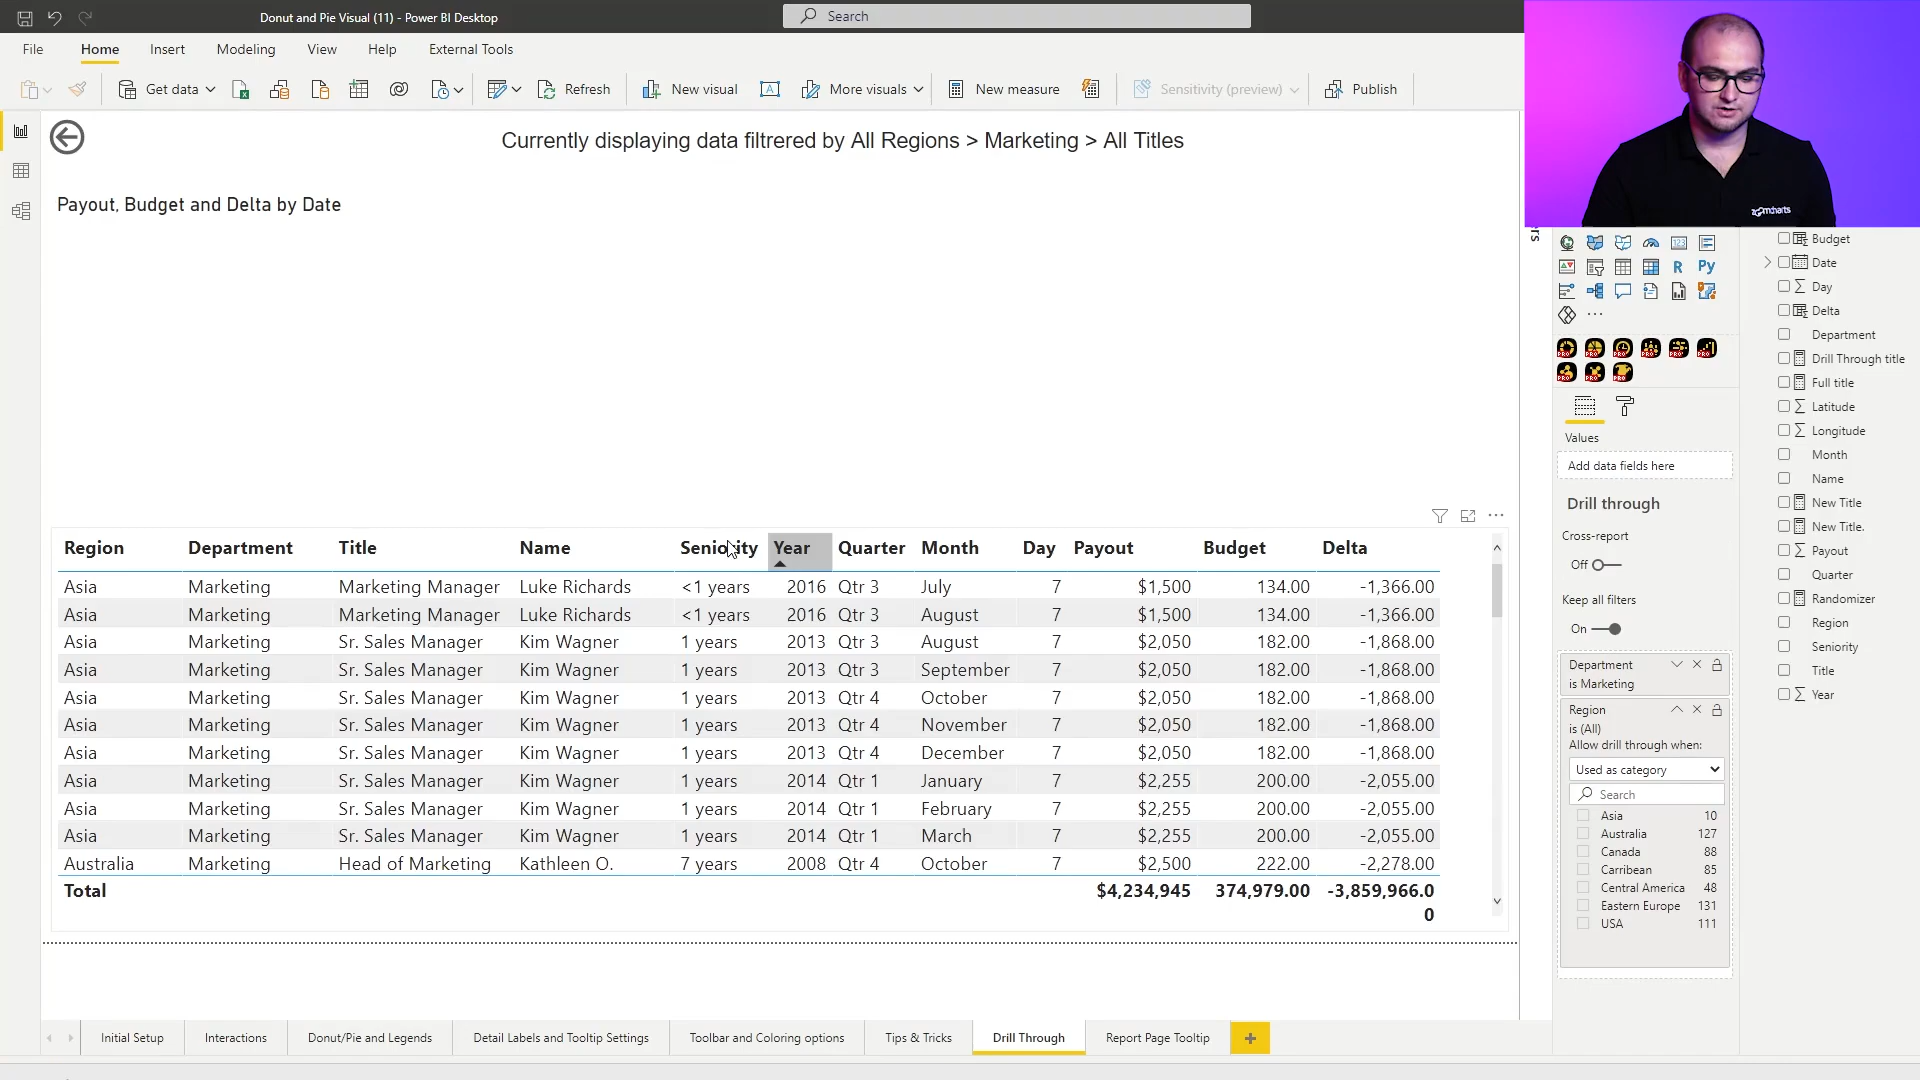 Donut and Pie Visual (11) - Power BI Desktop
Search
File Home Insert Modeling View Help External Tools
Get data Refresh New visual More visuals New measure Sensitivity (preview) Publish
Currently displaying data filtrered by All Regions > Marketing > All Titles
Payout, Budget and Delta by Date
Region Department Title Name Seniority Year Quarter Month Day Payout Budget Delta
Asia Marketing Marketing Manager Luke Richards <1 years 2016 Qtr 3 July 7 $1,500 134.00 -1,366.00
Asia Marketing Marketing Manager Luke Richards <1 years 2016 Qtr 3 August 7 $1,500 134.00 -1,366.00
Asia Marketing Sr. Sales Manager Kim Wagner 1 years 2013 Qtr 3 August 7 $2,050 182.00 -1,868.00
Asia Marketing Sr. Sales Manager Kim Wagner 1 years 2013 Qtr 3 September 7 $2,050 182.00 -1,868.00
Asia Marketing Sr. Sales Manager Kim Wagner 1 years 2013 Qtr 4 October 7 $2,050 182.00 -1,868.00
Asia Marketing Sr. Sales Manager Kim Wagner 1 years 2013 Qtr 4 November 7 $2,050 182.00 -1,868.00
Asia Marketing Sr. Sales Manager Kim Wagner 1 years 2013 Qtr 4 December 7 $2,050 182.00 -1,868.00
Asia Marketing Sr. Sales Manager Kim Wagner 1 years 2014 Qtr 1 January 7 $2,255 200.00 -2,055.00
Asia Marketing Sr. Sales Manager Kim Wagner 1 years 2014 Qtr 1 February 7 $2,255 200.00 -2,055.00
Asia Marketing Sr. Sales Manager Kim Wagner 1 years 2014 Qtr 1 March 7 $2,255 200.00 -2,055.00
Australia Marketing Head of Marketing Kathleen O. 7 years 2008 Qtr 4 October 7 $2,500 222.00 -2,278.00
Total $4,234,945 374,979.00 -3,859,966.0
0
Initial Setup Interactions Donut/Pie and Legends Detail Labels and Tooltip Settings Toolbar and Coloring options Tips & Tricks Drill Through Report Page Tooltip +
zoomcharts
rs
123
R Py
PRO PRO PRO PRO PRO PRO
PRO PRO PRO
Values
Add data fields here
Drill through
Cross-report
Off
Keep all filters
On
Department
is Marketing
Region
is (All)
Allow drill through when:
Used as category
Search
Asia 10
Australia 127
Canada 88
Carribean 85
Central America 48
Eastern Europe 131
USA 111
Budget
Date
Day
Delta
Department
Drill Through title
Full title
Latitude
Longitude
Month
Name
New Title
New Title.
Payout
Quarter
Randomizer
Region
Seniority
Title
Year